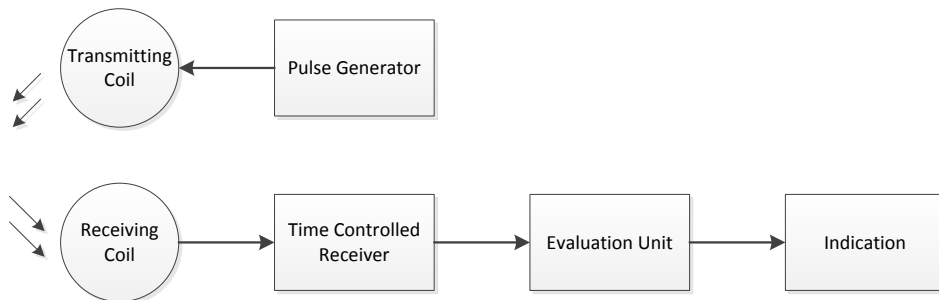 Transmitting
Coil
Pulse Generator
Receiving
Coil
Time Controlled
Receiver
Evaluation Unit
Indication